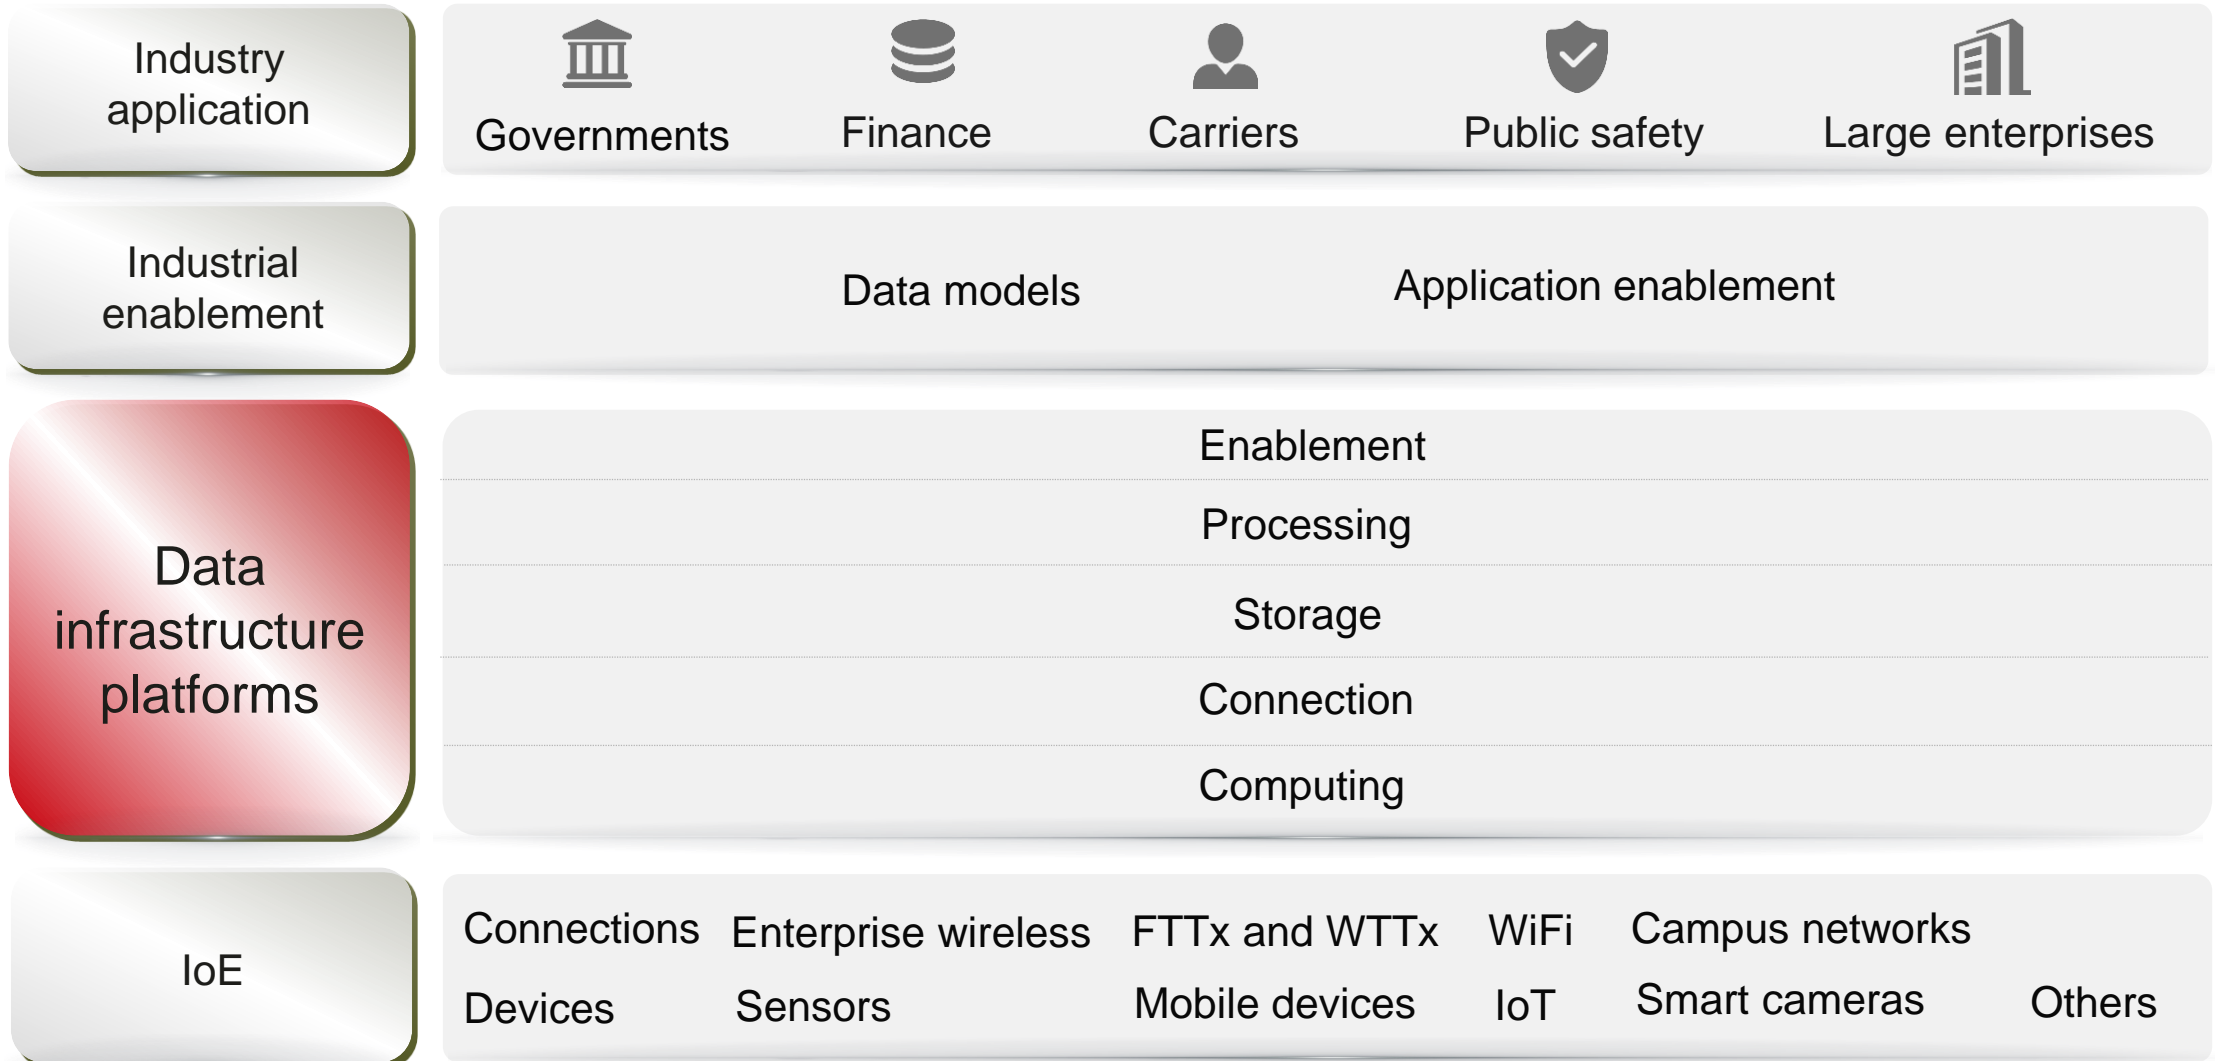 Industry
application
Governments Finance Carriers Public safety Large enterprises
Industrial
enablement
Data models Application enablement
Data
infrastructure
platforms
Enablement
Processing
Storage
Connection
Computing
IoE
Connections Enterprise wireless FTTx and WTTx WiFi Campus networks
Devices Sensors Mobile devices IoT Smart cameras Others